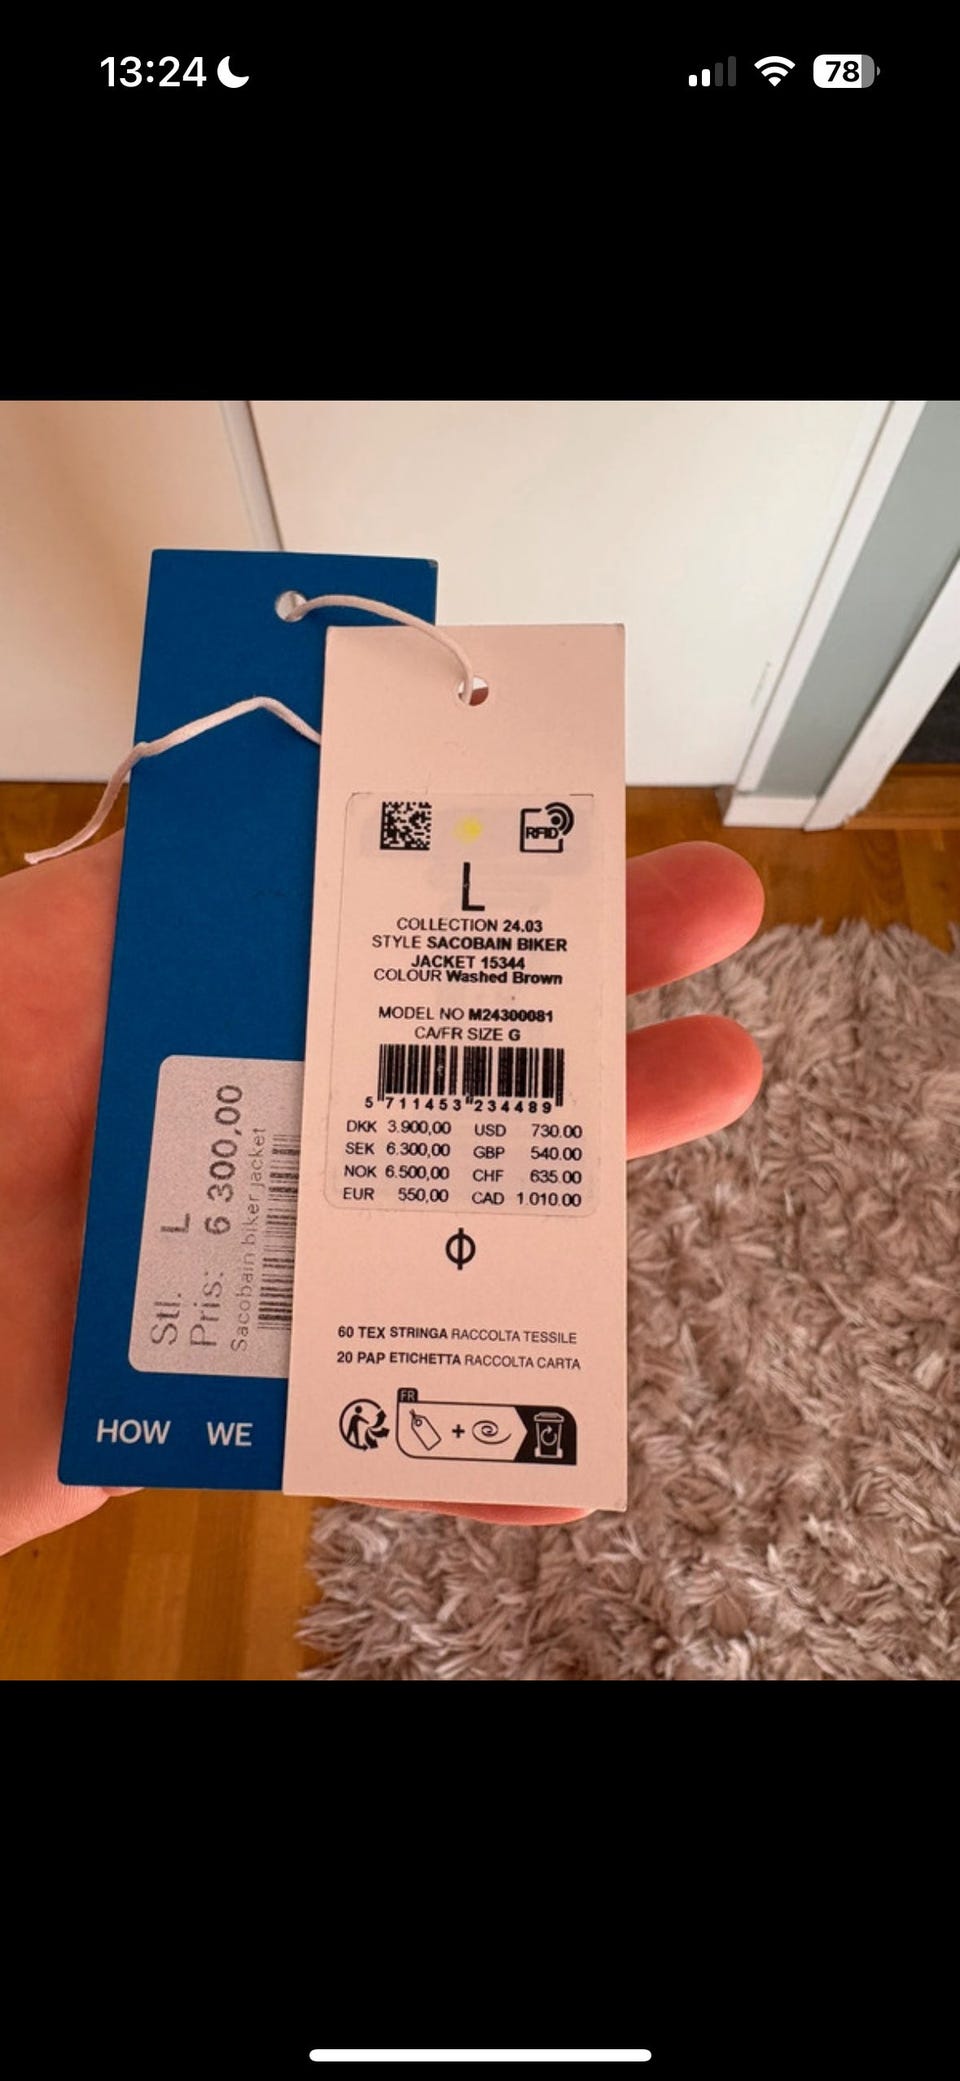 13:24
78
RFID
L
COLLECTION 24.03
STYLE SACOBAIN BIKER
JACKET 15344
COLOUR Washed Brown
MODEL NO M24300081
CA/FR SIZE G
5 711453 234489
DKK 3.900,00 USD 730.00
SEK 6.300,00 GBP 540.00
NOK 6.500,00 CHF 635.00
EUR 550,00 CAD 1.010.00
60 TEX STRINGA RACCOLTA TESSILE
20 PAP ETICHETTA RACCOLTA CARTA
FR
Stl. L
Pris: 6 300,00
Sacobain biker jacket
HOW WE